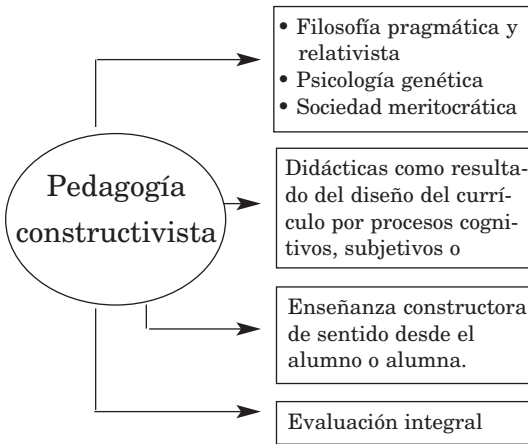 • Filosofía pragmática y
relativista
• Psicología genética
• Sociedad meritocrática
Pedagogía
constructivista
Didácticas como resulta-
do del diseño del currí-
culo por procesos cogni-
tivos, subjetivos o
Enseñanza constructora
de sentido desde el
alumno o alumna.
Evaluación integral